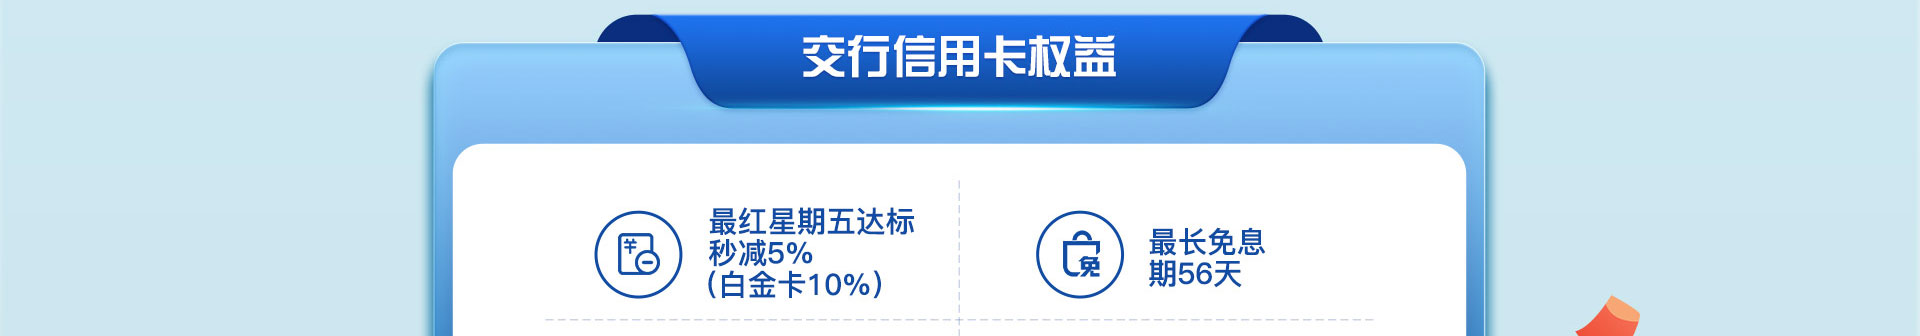 交行信用卡权益
最红星期五达标
秒减5%
(白金卡10%)
最长免息
期56天
免